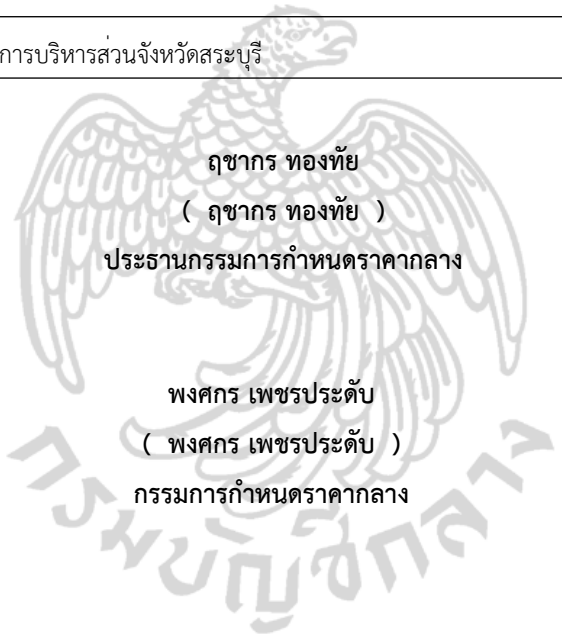 การบริหารส่วนจังหวัดสระบุรี
ฤชากร ทองทัย
( ฤชากร ทองทัย )
ประธานกรรมการกำหนดราคากลาง
พงศกร เพชรประดับ
( พงศกร เพชรประดับ )
กรรมการกำหนดราคากลาง
กรมบัญชีกลาง